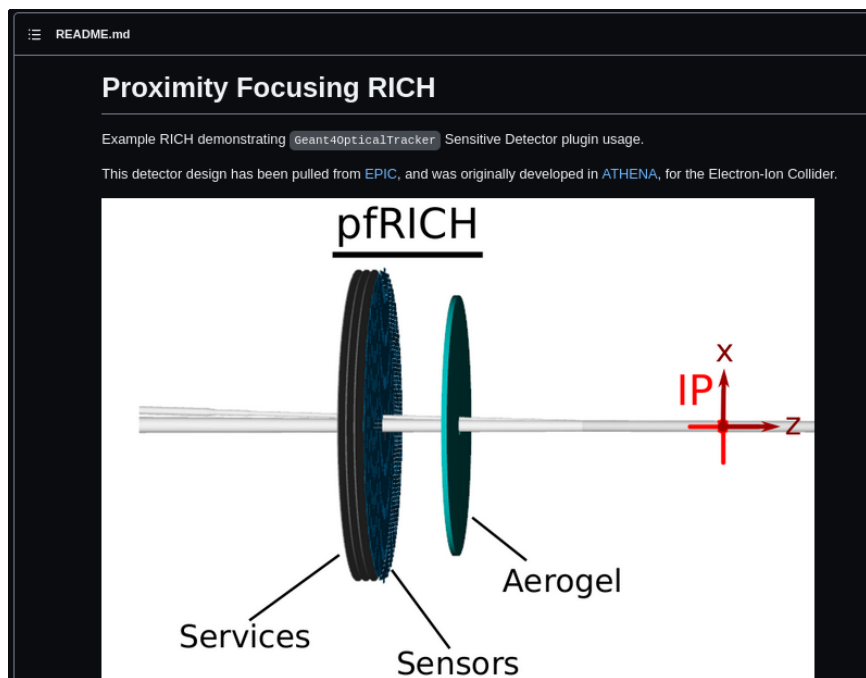 README.md
Proximity Focusing RICH
Example RICH demonstrating Geant4OpticalTracker Sensitive Detector plugin usage.
This detector design has been pulled from EPIC, and was originally developed in ATHENA, for the Electron-Ion Collider.
pfRICH
x
IP
z
Aerogel
Services
Sensors